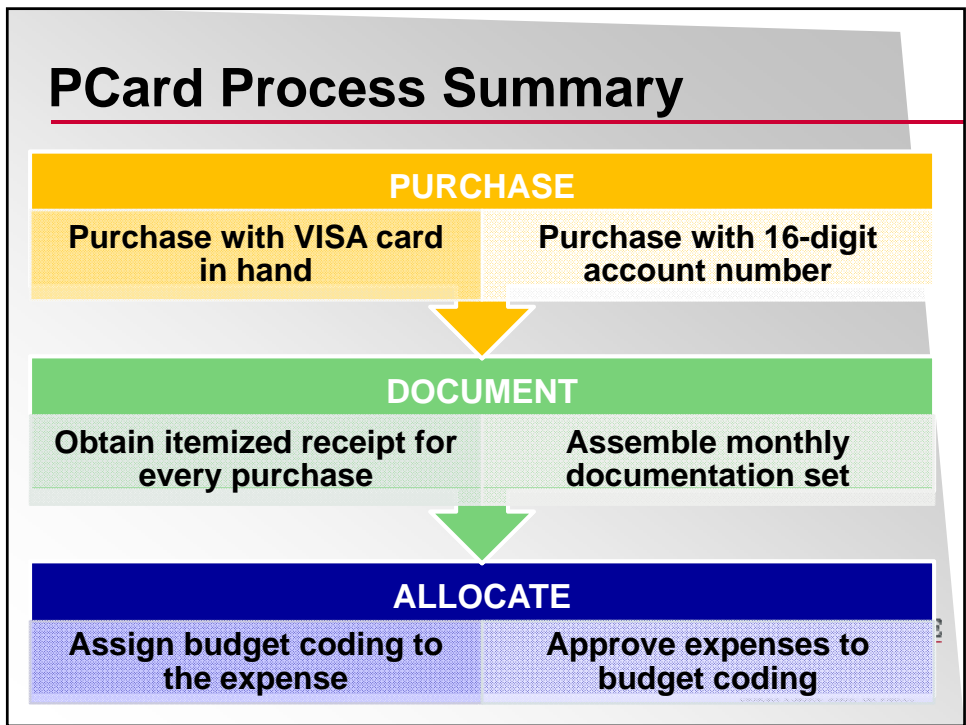 PCard Process Summary
PURCHASE
Purchase with VISA card
in hand
Purchase with 16-digit
account number
DOCUMENT
Obtain itemized receipt for
every purchase
Assemble monthly
documentation set
ALLOCATE
Assign budget coding to
the expense
Approve expenses to
budget coding